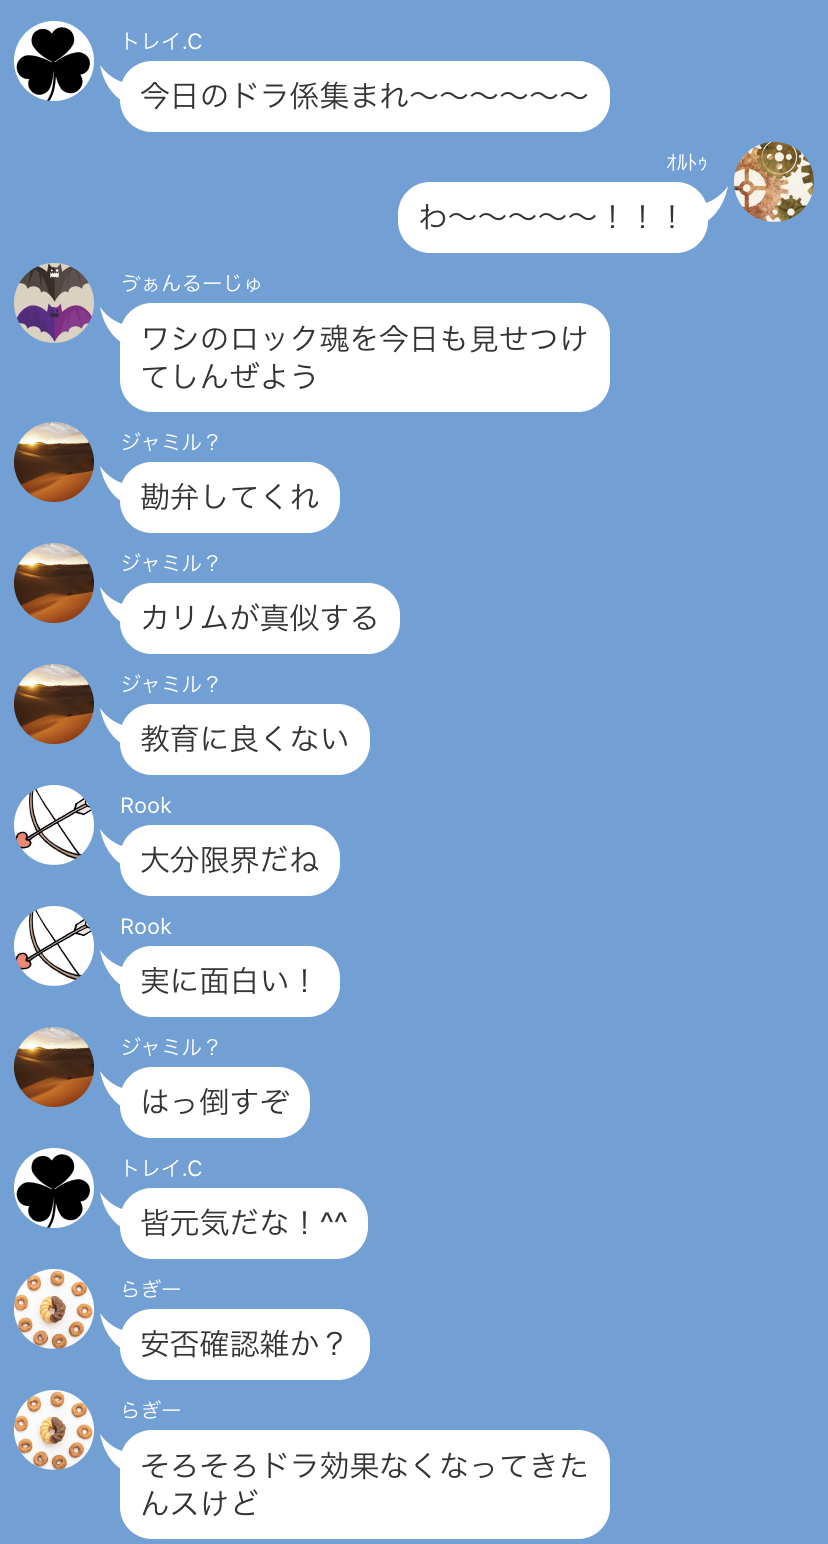 トレイ.C
今日のドラ係集まれ〜〜〜〜〜〜
ｵﾙﾄｩ
わ〜〜〜〜〜！！！
ゔぁんるーじゅ
ワシのロック魂を今日も見せつけ
てしんぜよう
ジャミル？
勘弁してくれ
ジャミル？
カリムが真似する
ジャミル？
教育に良くない
Rook
大分限界だね
Rook
実に面白い！
ジャミル？
はっ倒すぞ
トレイ.C
皆元気だな！^^
らぎー
安否確認雑か？
らぎー
そろそろドラ効果なくなってきた
んスけど